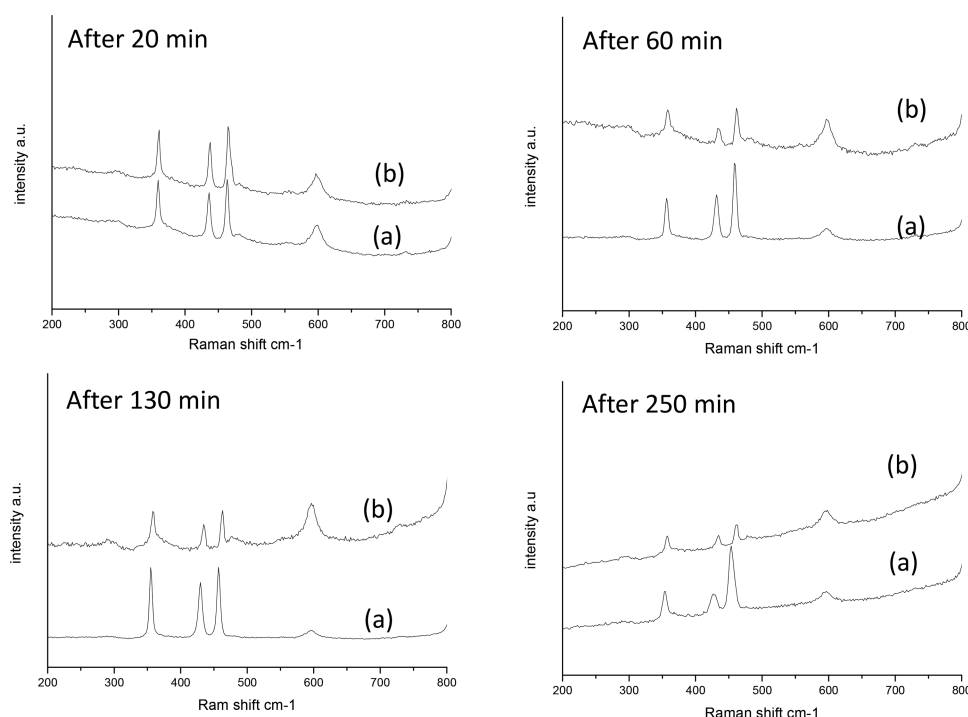 After 20 min
(b)
(a)
intensity a.u.
200 300 400 500 600 700 800
Raman shift cm-1
After 60 min
(b)
(a)
intensity a.u.
200 300 400 500 600 700 800
Raman shift cm-1
After 130 min
(b)
(a)
intensity a.u.
200 300 400 500 600 700 800
Ram shift cm-1
After 250 min
(b)
(a)
intensity a.u
200 300 400 500 600 700 800
Raman shift cm-1